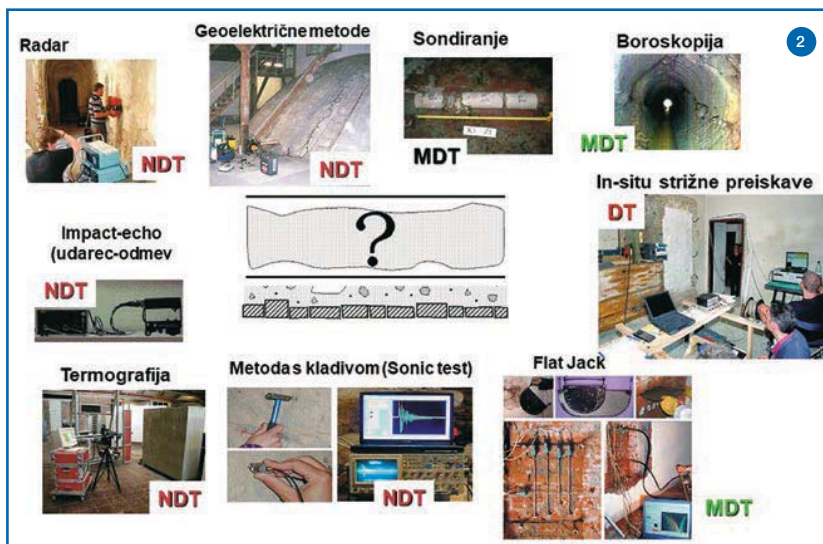 Radar
NDT
Geoelektrične metode
NDT
Sondiranje
MDT
Boroskopija
MDT
2
Impact-echo
(udarec-odmev
NDT
?
In-situ strižne preiskave
DT
Termografija
NDT
Metoda s kladivom (Sonic test)
NDT
Flat Jack
MDT